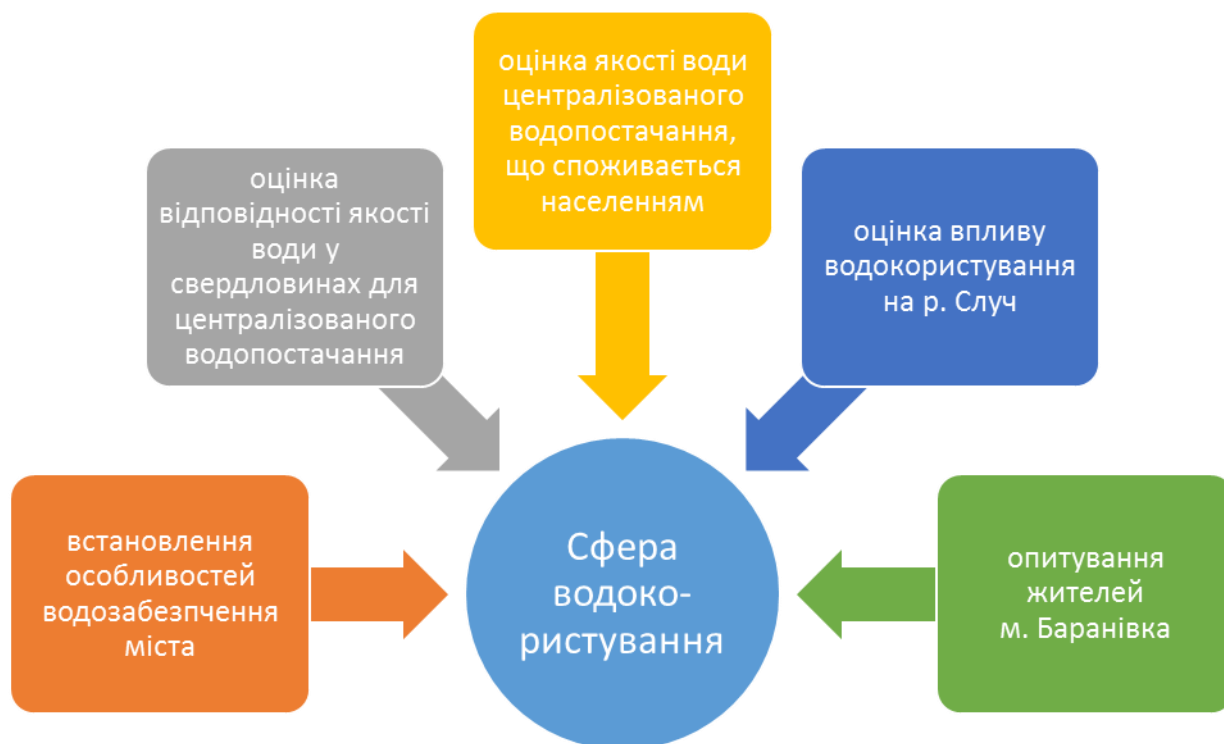 оцінка якості води
централізованого
водопостачання,
що споживається
населенням
оцінка
відповідності якості
води у
свердловинах для
централізованого
водопостачання
оцінка впливу
водокористування
на р. Случ
встановлення
особливостей
водозабезпчення
міста
Сфера
водоко-
ристування
опитування
жителей
м. Баранівка